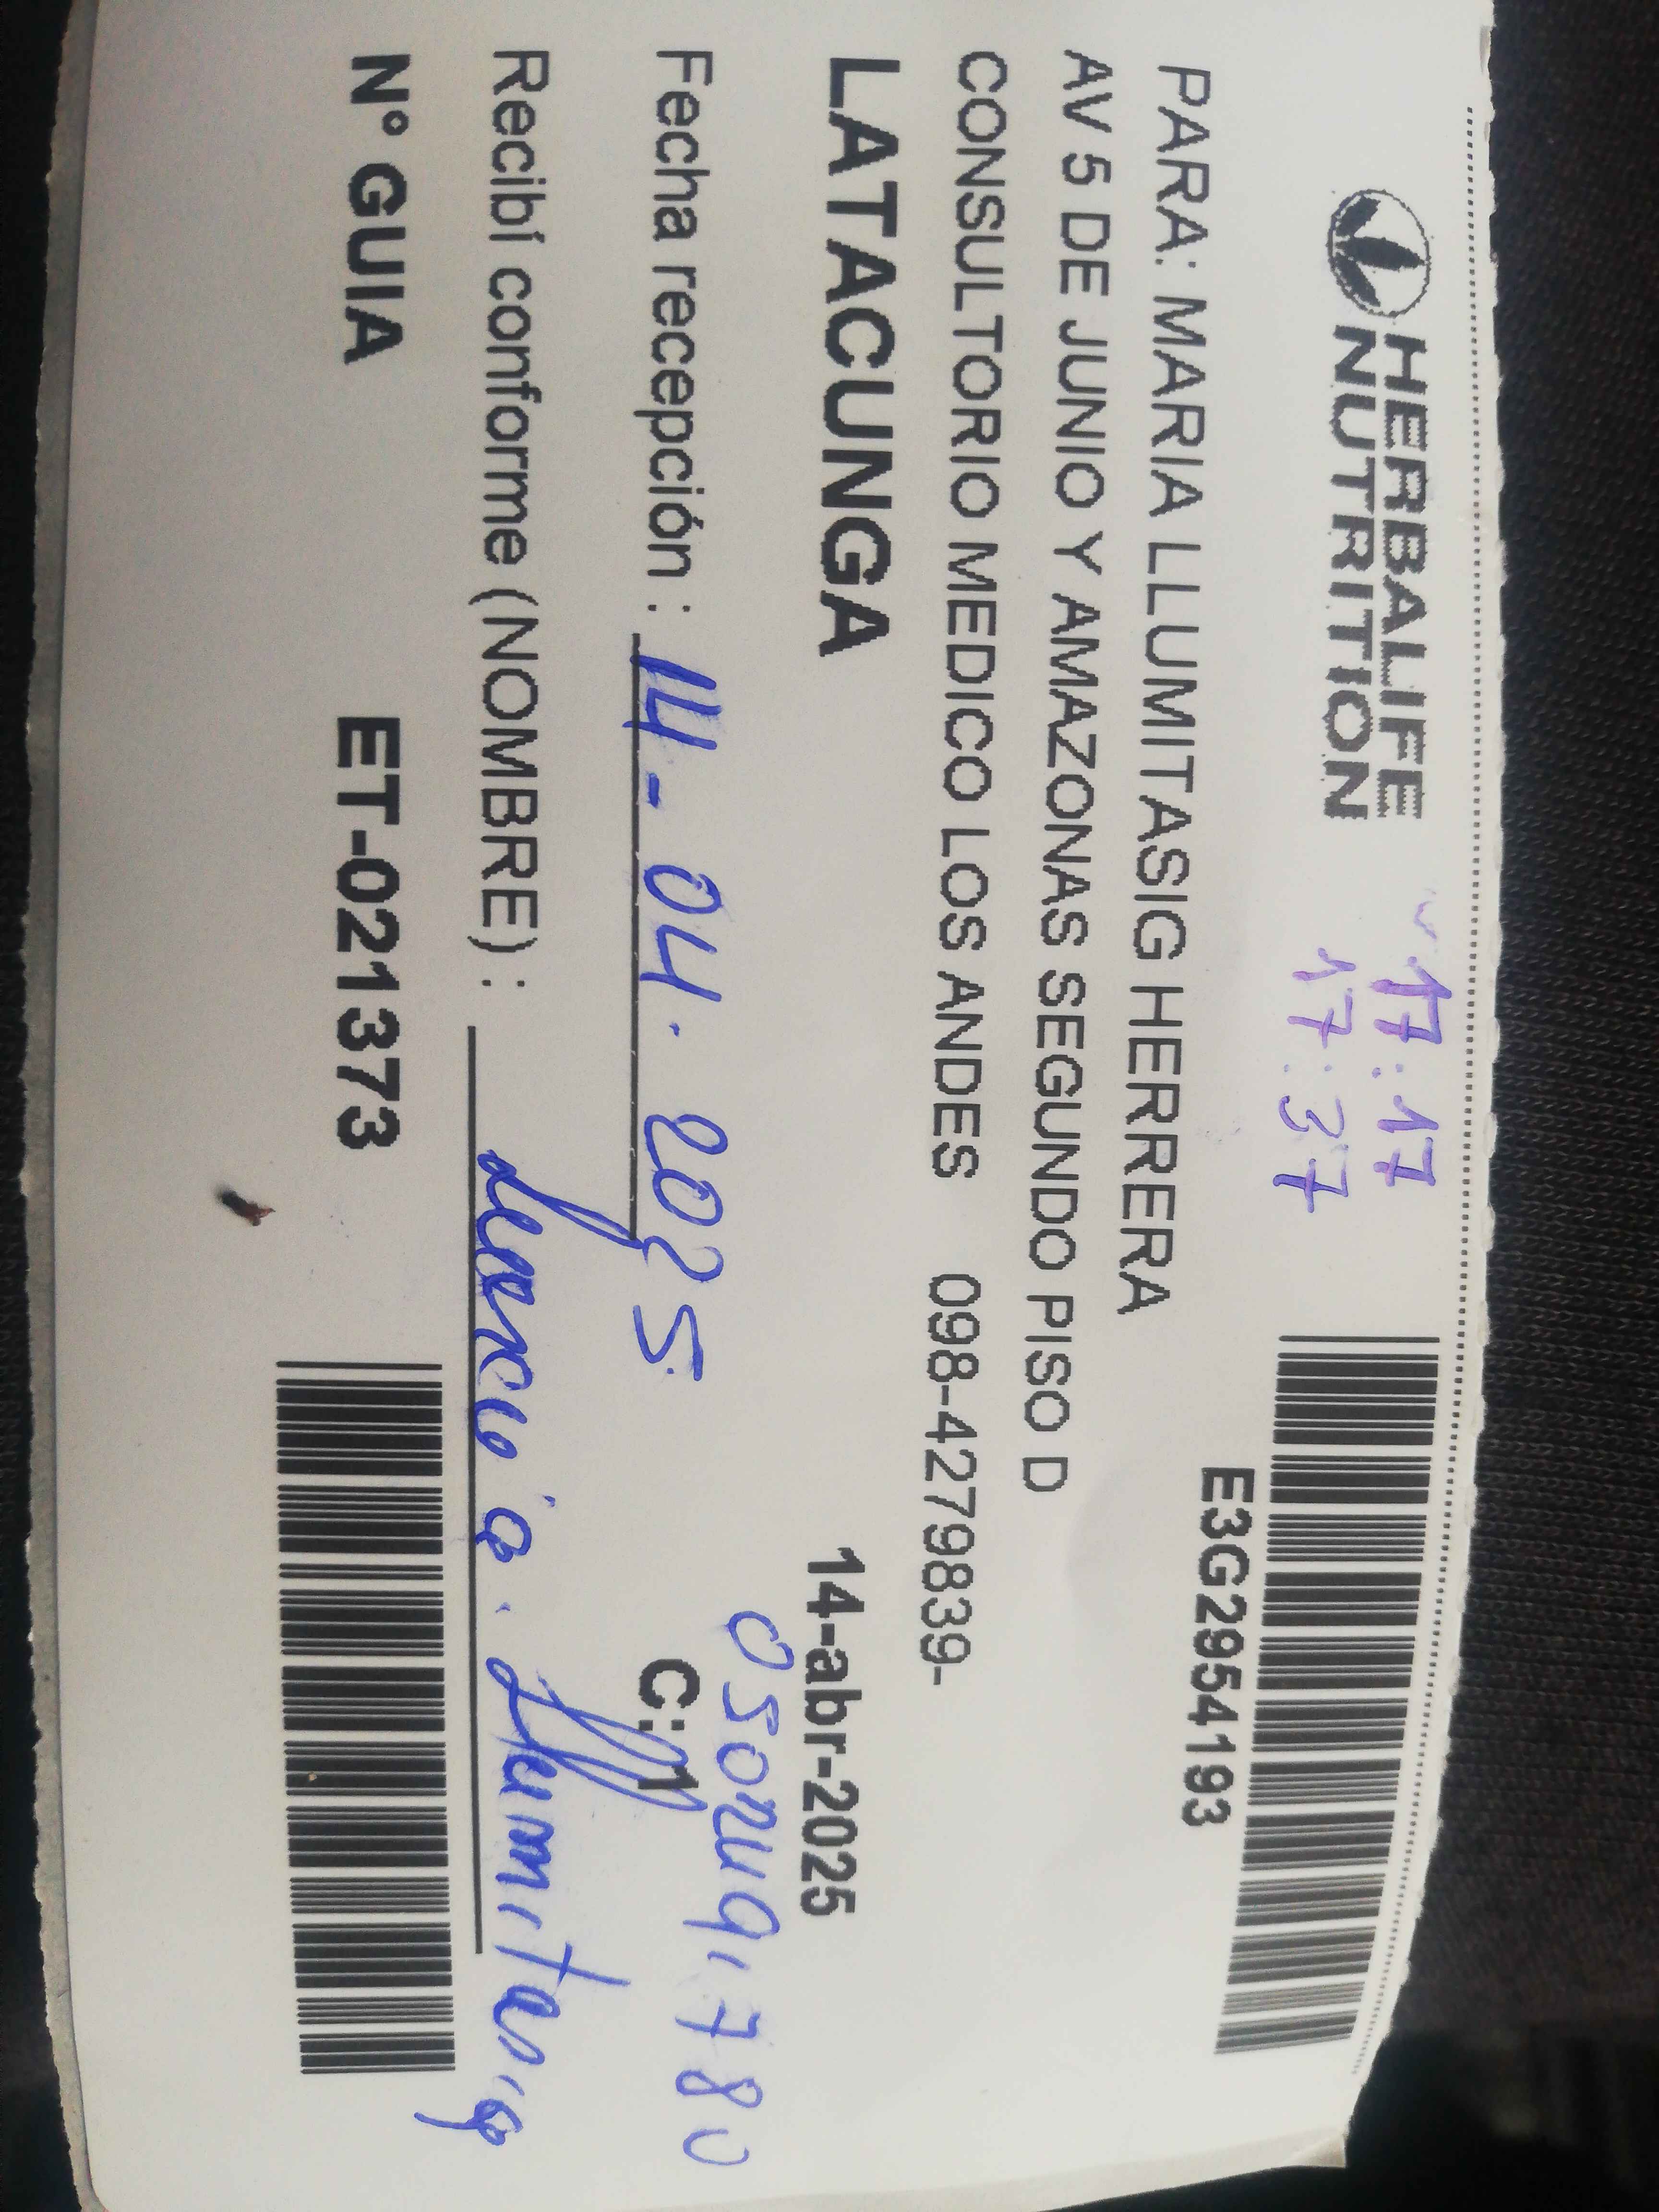 HERBALIFE
NUTRITION
17:17
17:37
E3G2954193
PARA: MARIA LLUMITASIG HERRERA
AV 5 DE JUNIO Y AMAZONAS SEGUNDO PISO D
CONSULTORIO MEDICO LOS ANDES 098-4279839-
LATACUNGA 14-abr-2025
Fecha recepción : 14-04.2025 C:1
Recibí conforme (NOMBRE) : Llumitasig
N° GUIA ET-021373